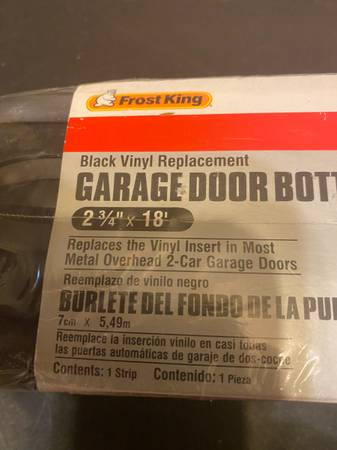 Frost King
Black Vinyl Replacement
GARAGE DOOR BOTT
2 3/4" x 18'
Replaces the Vinyl Insert in Most
Metal Overhead 2-Car Garage Doors
Reemplazo de vinilo negro
BURLETE DEL FONDO DE LA PU
7cm X 5,49m
Reemplace la inserción vinilo en casi todas
las puertas automáticas de garaje de dos-coche
Contents: 1 Strip Contenido: 1 Pieza